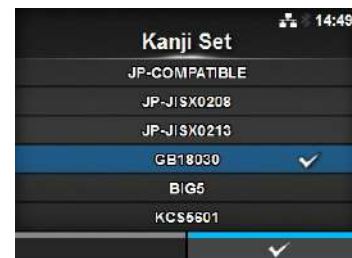 14:49
Kanji Set
JP-COMPATIBLE
JP-JISX0208
JP-JISX0213
GB18030
BIG5
KCS5601